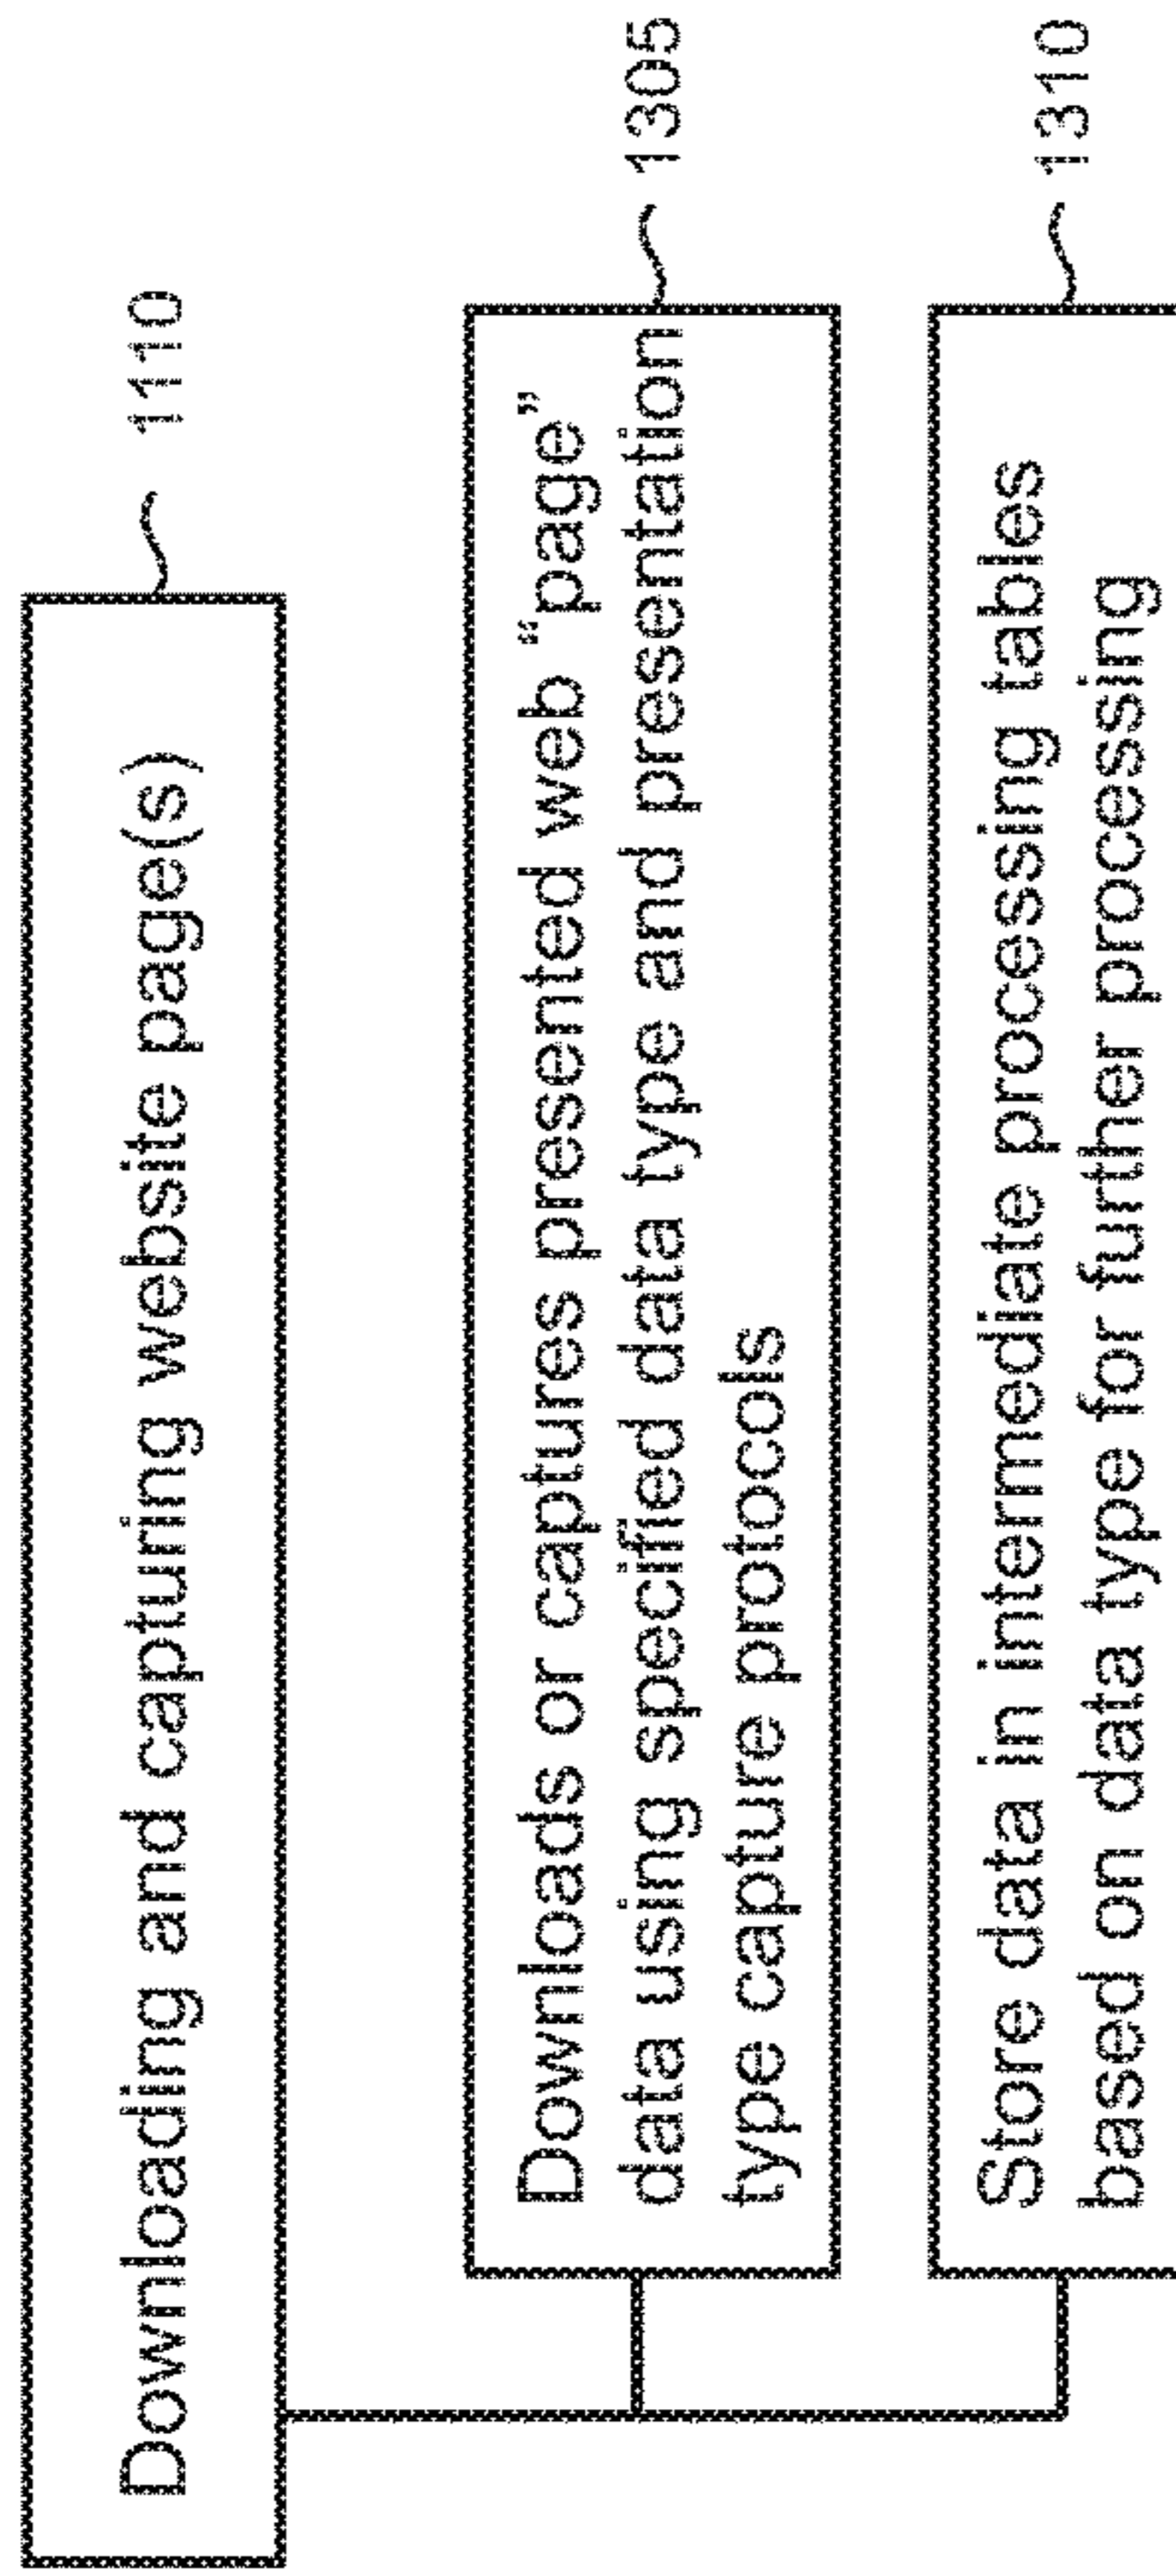 Downloading and capturing website page(s)
1110
Downloads or captures presented web “page”
data using specified data type and presentation
type capture protocols
1305
Store data in intermediate processing tables
based on data type for further processing
1310